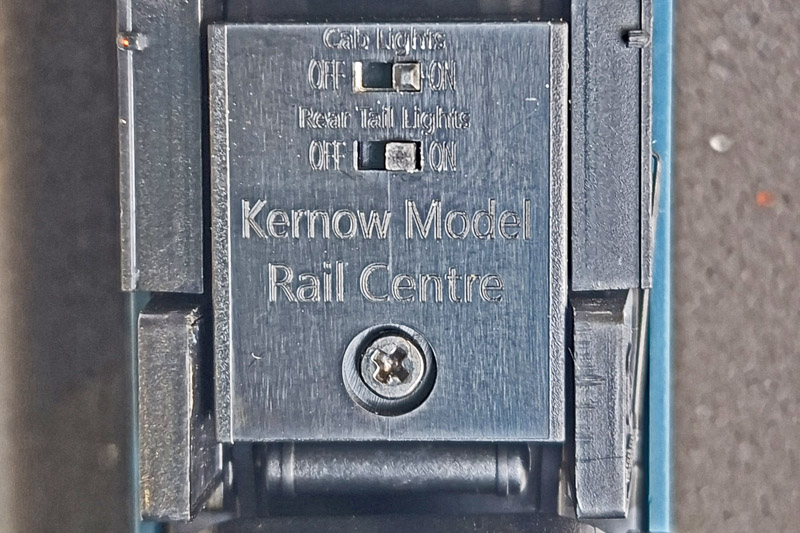 Cab Lights
OFF ON
Rear Tail Lights
OFF ON
Kernow Model
Rail Centre